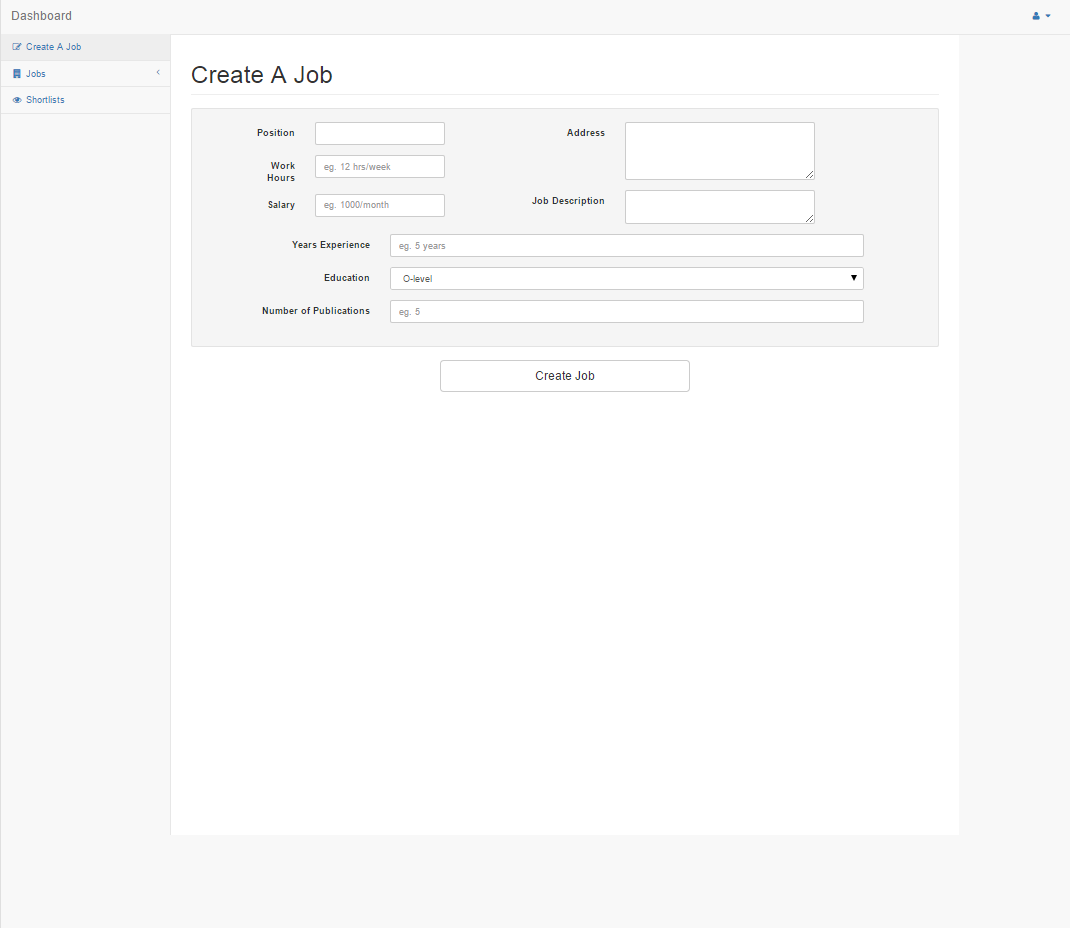 Dashboard
Create A Job
Jobs
Shortlists
Create A Job
Position
Address
Work
Hours
eg. 12 hrs/week
Salary
eg. 1000/month
Job Description
Years Experience
eg. 5 years
Education
O-level
Number of Publications
eg. 5
Create Job